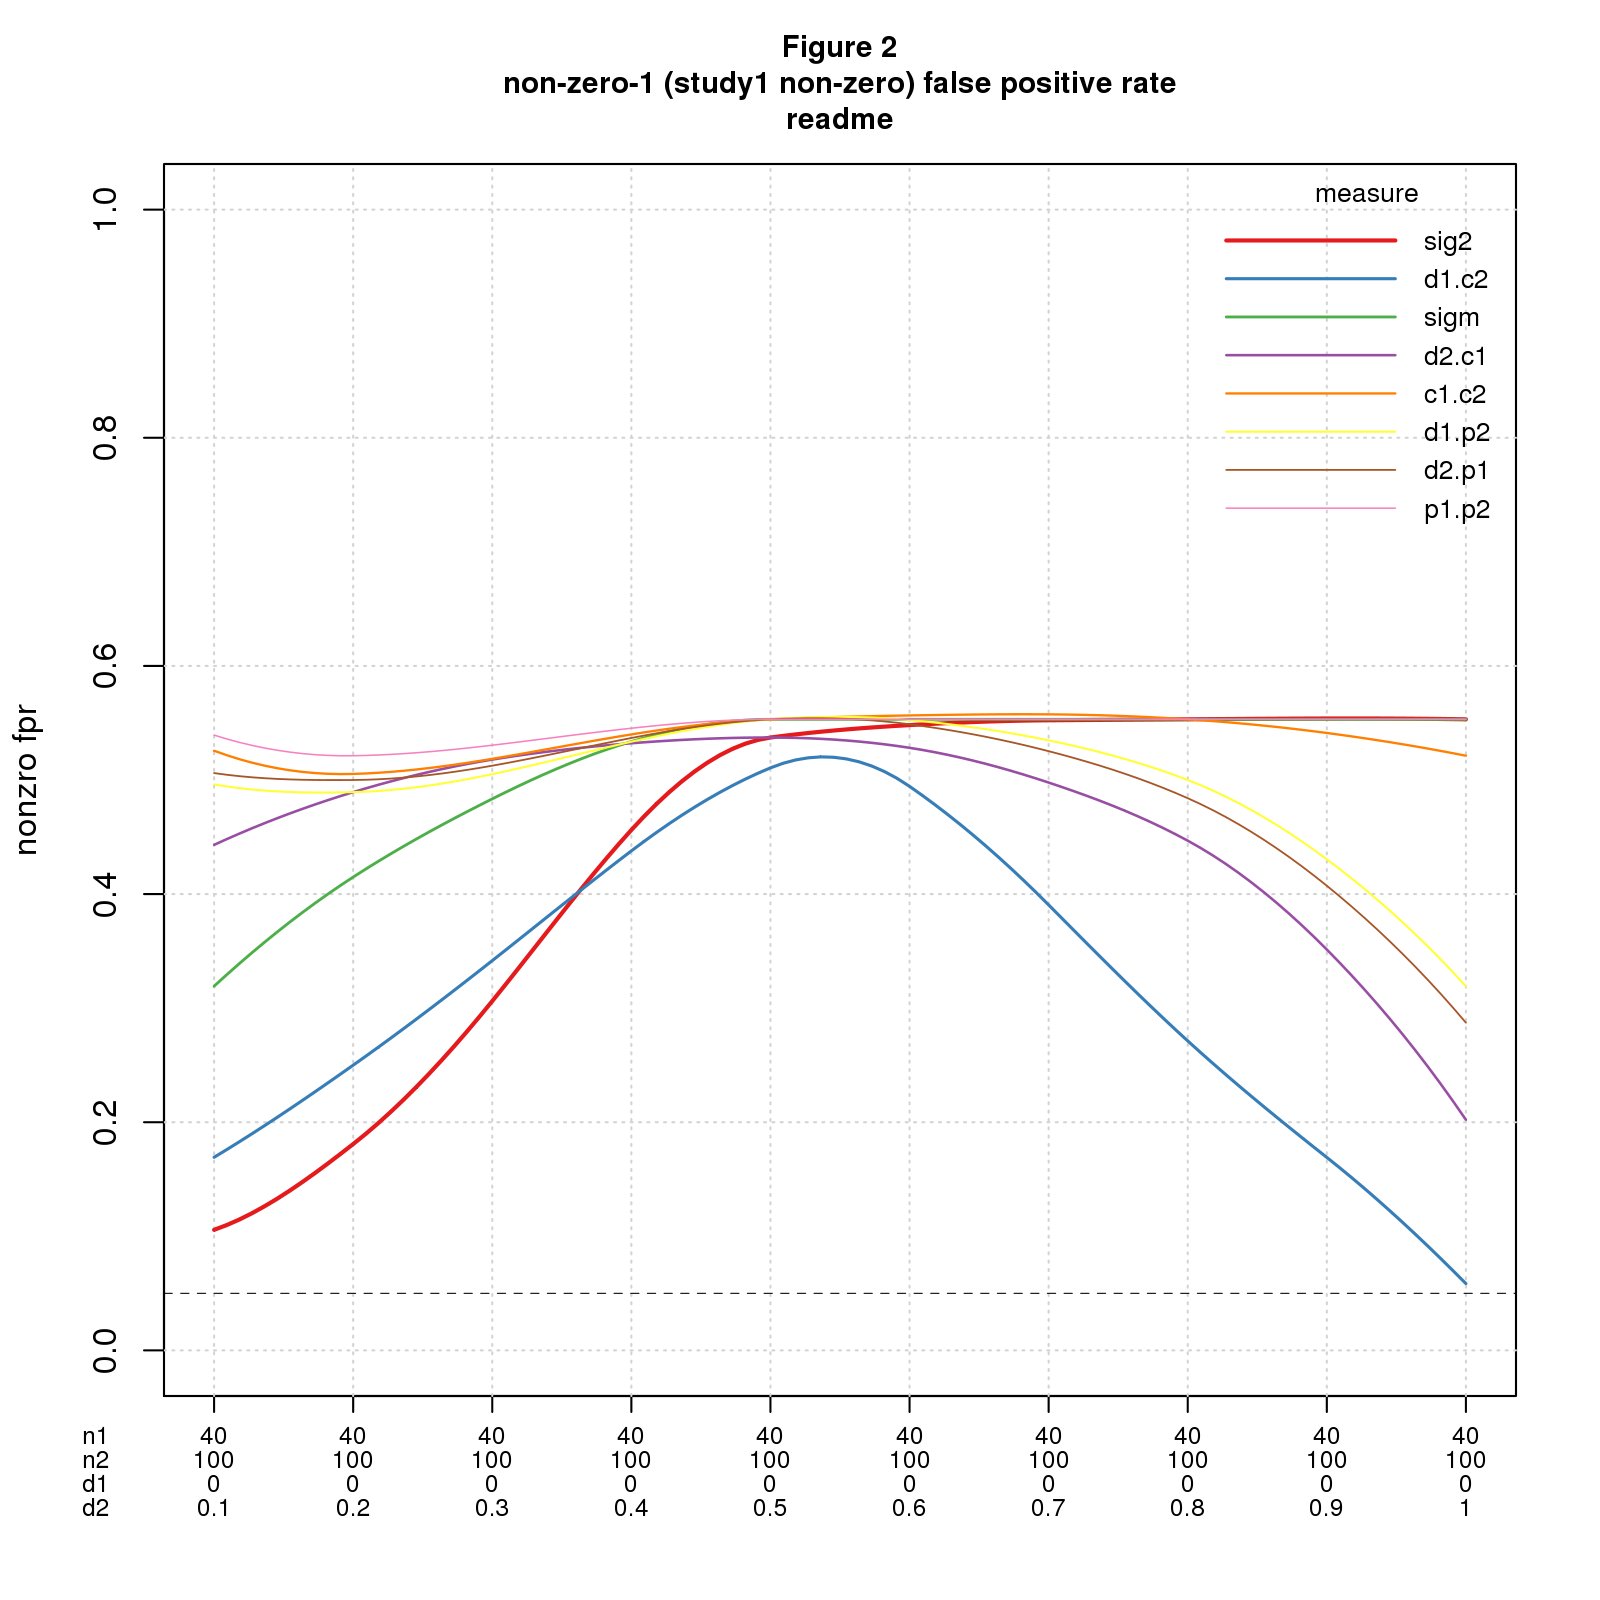 Figure 2
non-zero-1 (study1 non-zero) false positive rate
readme
measure
sig2
d1.c2
sigm
d2.c1
c1.c2
d1.p2
d2.p1
p1.p2
nonzro fpr
1.0
0.8
0.6
0.4
0.2
0.0
n1 40 40 40 40 40 40 40 40 40 40
n2 100 100 100 100 100 100 100 100 100 100
d1 0 0 0 0 0 0 0 0 0 0
d2 0.1 0.2 0.3 0.4 0.5 0.6 0.7 0.8 0.9 1